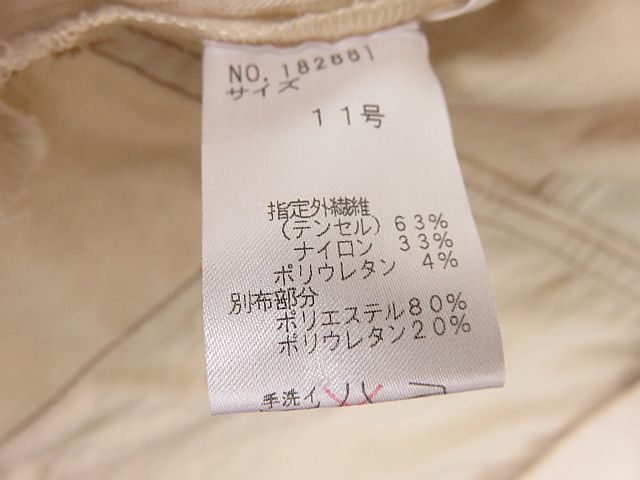 NO.182881
サイズ
11号
指定外繊維
(テンセル) 63%
ナイロン 33%
ポリウレタン 4%
別布部分
ポリエステル80%
ポリウレタン20%
手洗イ